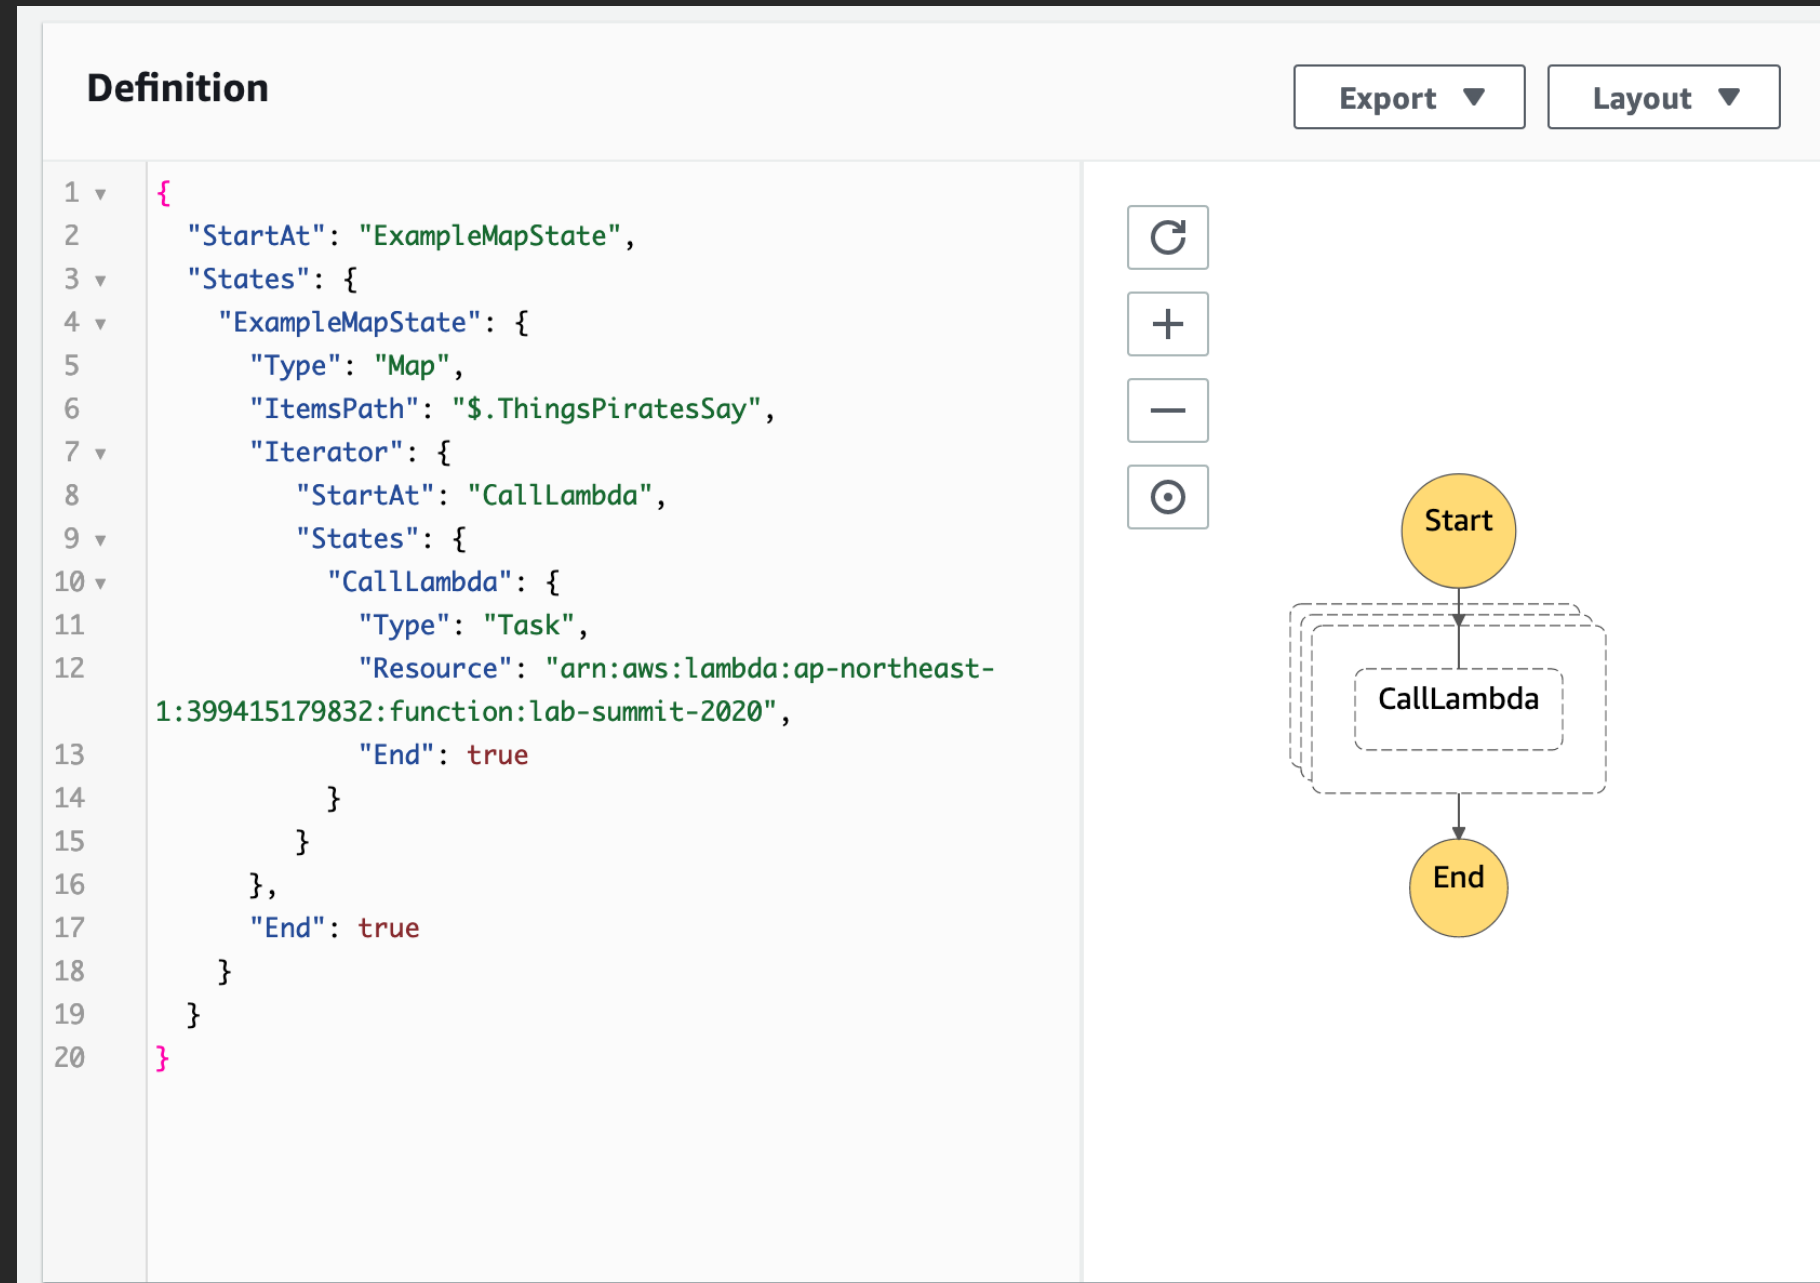 Definition
Export
Layout
1 {
2 "StartAt": "ExampleMapState",
3 "States": {
4 "ExampleMapState": {
5 "Type": "Map",
6 "ItemsPath": "$.ThingsPiratesSay",
7 "Iterator": {
8 "StartAt": "CallLambda",
9 "States": {
10 "CallLambda": {
11 "Type": "Task",
12 "Resource": "arn:aws:lambda:ap-northeast-
1:399415179832:function:lab-summit-2020",
13 "End": true
14 }
15 }
16 },
17 "End": true
18 }
19 }
20 }
Start
CallLambda
End